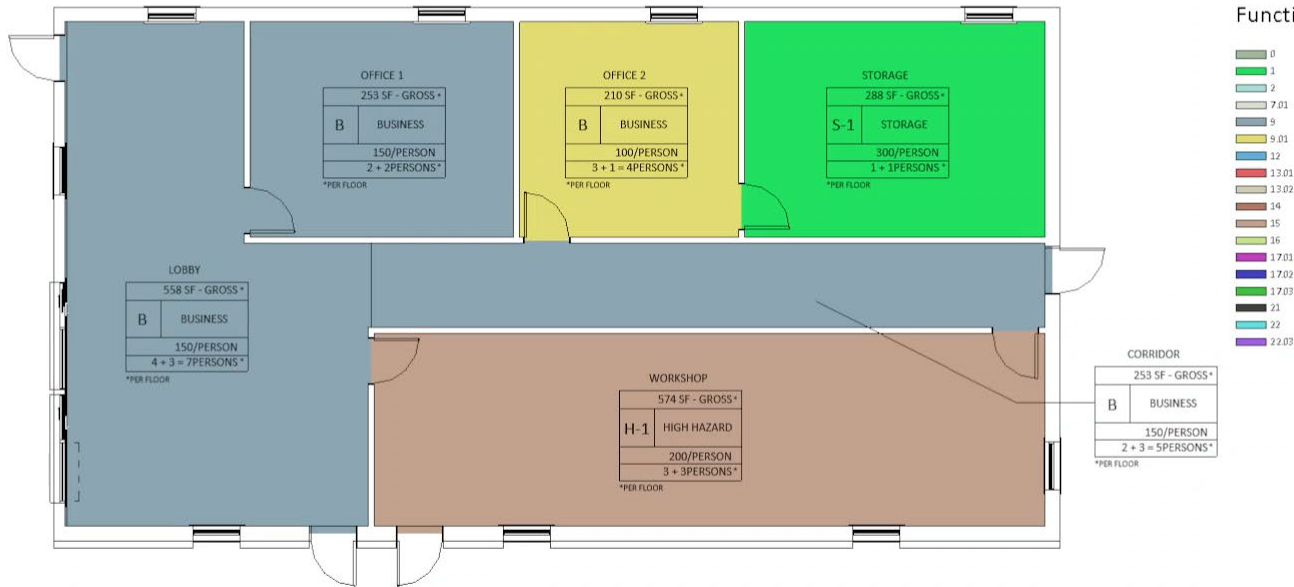 Functi
0
1
2
7.01
9
9.01
12
13.01
13.02
14
15
16
17.01
17.02
17.03
21
22
22.03
OFFICE 1
253 SF - GROSS*
B BUSINESS
150/PERSON
2 + 2PERSONS*
*PER FLOOR
OFFICE 2
210 SF - GROSS*
B BUSINESS
100/PERSON
3 + 1 = 4PERSONS*
*PER FLOOR
STORAGE
288 SF - GROSS*
S-1 STORAGE
300/PERSON
1 + 1PERSONS*
*PER FLOOR
LOBBY
558 SF - GROSS*
B BUSINESS
150/PERSON
4 + 3 = 7PERSONS*
*PER FLOOR
WORKSHOP
574 SF - GROSS*
H-1 HIGH HAZARD
200/PERSON
3 + 3PERSONS*
*PER FLOOR
CORRIDOR
253 SF - GROSS*
B BUSINESS
150/PERSON
2 + 3 = 5PERSONS*
*PER FLOOR